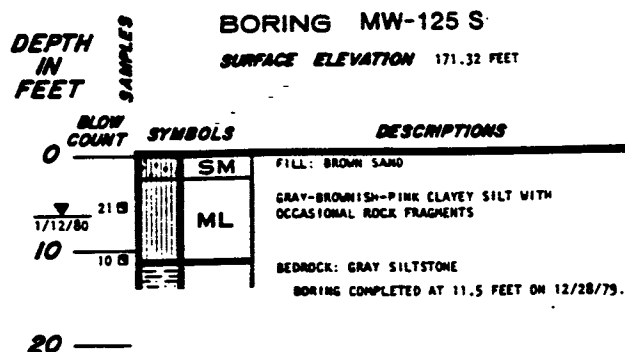 BORING MW-125 S
SURFACE ELEVATION 171.32 FEET
DEPTH
IN
FEET
SAMPLES
BLOW
COUNT
SYMBOLS
DESCRIPTIONS
0
SM
FILL: BROWN SAND
GRAY-BROWNISH-PINK CLAYEY SILT WITH
OCCASIONAL ROCK FRAGMENTS
21
1/12/80
ML
10
10
BEDROCK: GRAY SILTSTONE
BORING COMPLETED AT 11.5 FEET ON 12/28/79.
20